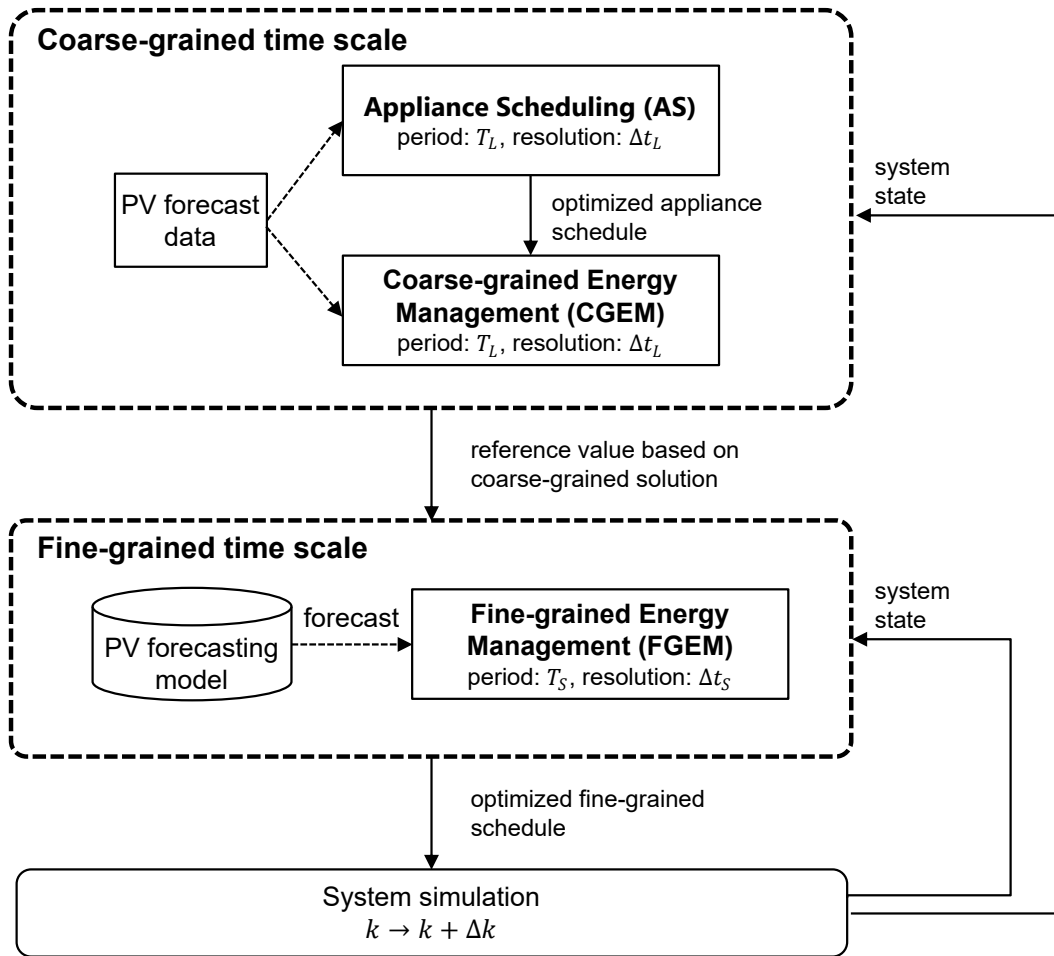 Coarse-grained time scale
Appliance Scheduling (AS)
period: T_L, resolution: Δt_L
PV forecast
data
optimized appliance
schedule
Coarse-grained Energy
Management (CGEM)
period: T_L, resolution: Δt_L
system
state
reference value based on
coarse-grained solution
Fine-grained time scale
PV forecasting
model
forecast
Fine-grained Energy
Management (FGEM)
period: T_S, resolution: Δt_S
system
state
optimized fine-grained
schedule
System simulation
k → k + Δk